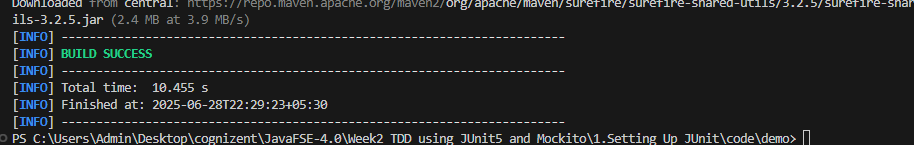 Downloaded from central: https://repo.maven.apache.org/maven2/org/apache/maven/surefire/surefire-shared-utils/3.2.5/surefire-shar
ils-3.2.5.jar (2.4 MB at 3.9 MB/s)
[INFO] ------------------------------------------------------------------------
[INFO] BUILD SUCCESS
[INFO] ------------------------------------------------------------------------
[INFO] Total time:  10.455 s
[INFO] Finished at: 2025-06-28T22:29:23+05:30
[INFO] ------------------------------------------------------------------------
PS C:\Users\Admin\Desktop\cognizent\JavaFSE-4.0\Week2 TDD using JUnit5 and Mockito\1.Setting Up JUnit\code\demo>